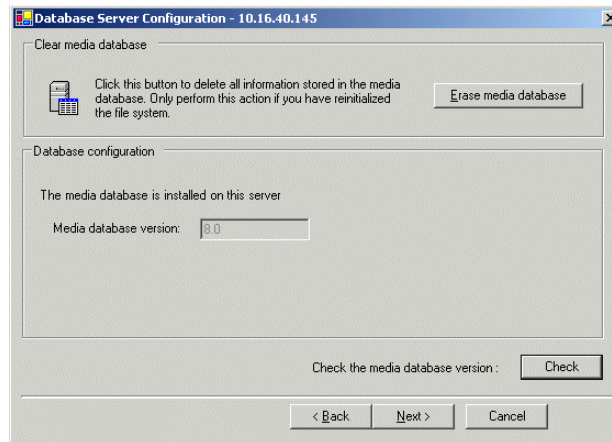 Database Server Configuration - 10.16.40.145
Clear media database
Click this button to delete all information stored in the media
database. Only perform this action if you have reinitialized
the file system.
Erase media database
Database configuration
The media database is installed on this server
Media database version:
8.0
Check the media database version :
Check
< Back
Next >
Cancel